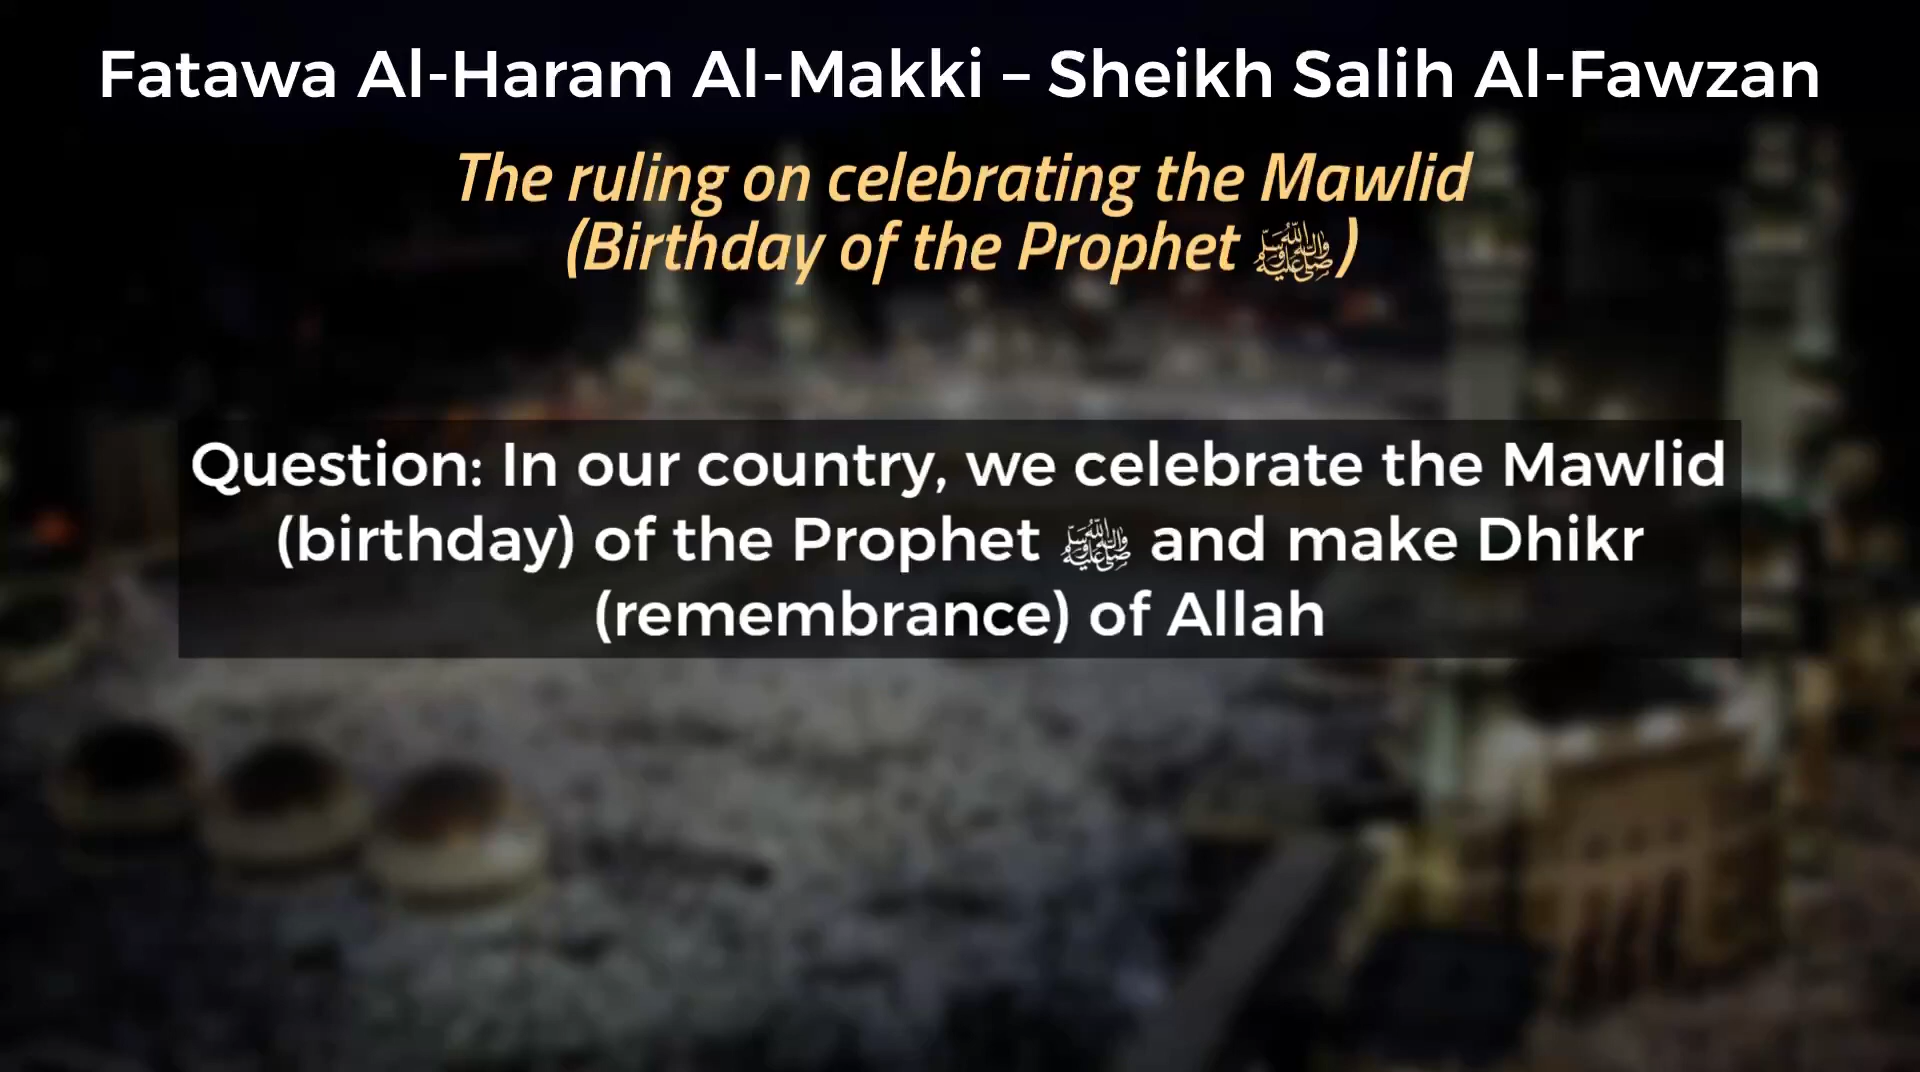 Fatawa Al-Haram Al-Makki – Sheikh Salih Al-Fawzan
The ruling on celebrating the Mawlid
(Birthday of the Prophet ﷺ)
Question: In our country, we celebrate the Mawlid
(birthday) of the Prophet ﷺ and make Dhikr
(remembrance) of Allah